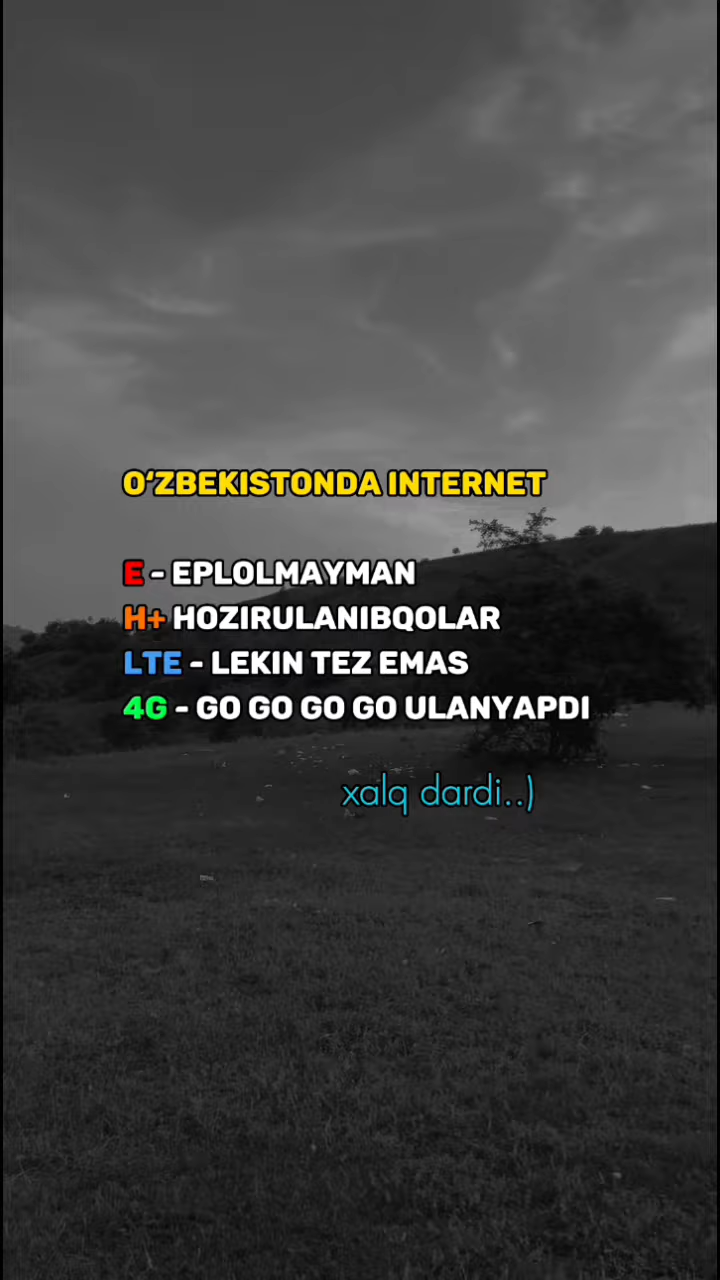 O‘ZBEKISTONDA INTERNET
E - EPLOLMAYMAN
H+ HOZIRULANIBQOLAR
LTE - LEKIN TEZ EMAS
4G - GO GO GO GO ULANYAPDI
xalq dardi..)